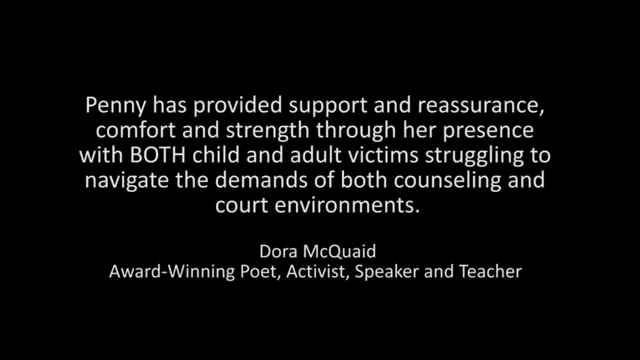 Penny has provided support and reassurance,
comfort and strength through her presence
with BOTH child and adult victims struggling to
navigate the demands of both counseling and
court environments.
Dora McQuaid
Award-Winning Poet, Activist, Speaker and Teacher